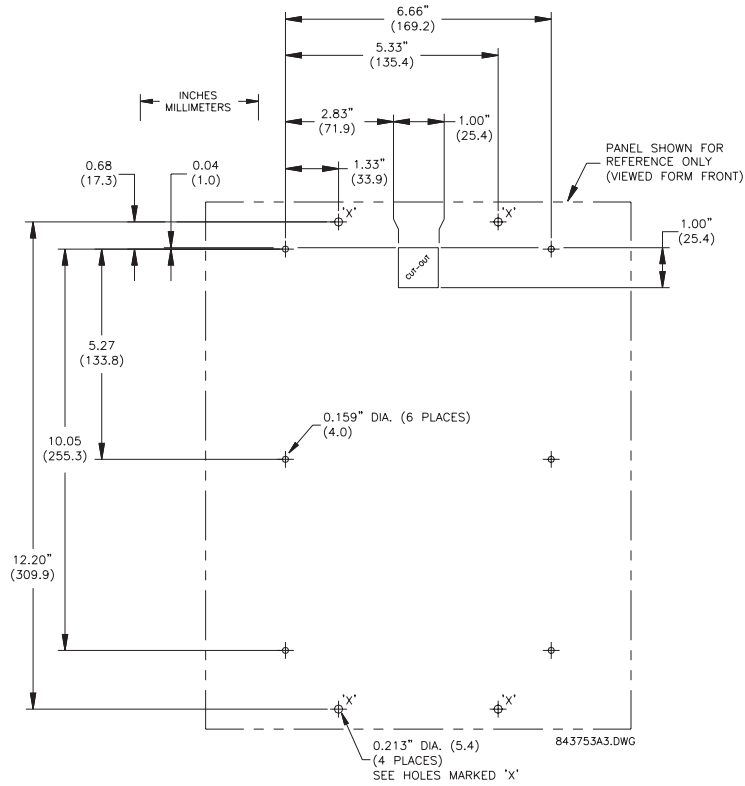 6.66"
(169.2)
5.33"
(135.4)
INCHES
MILLIMETERS
2.83"
(71.9)
1.00"
(25.4)
PANEL SHOWN FOR
REFERENCE ONLY
(VIEWED FORM FRONT)
0.68
(17.3)
0.04
(1.0)
1.33"
(33.9)
'X'
'X'
1.00"
(25.4)
CUT-OUT
5.27
(133.8)
0.159" DIA. (6 PLACES)
(4.0)
10.05
(255.3)
12.20"
(309.9)
'X'
'X'
0.213" DIA. (5.4)
(4 PLACES)
SEE HOLES MARKED 'X'
843753A3.DWG